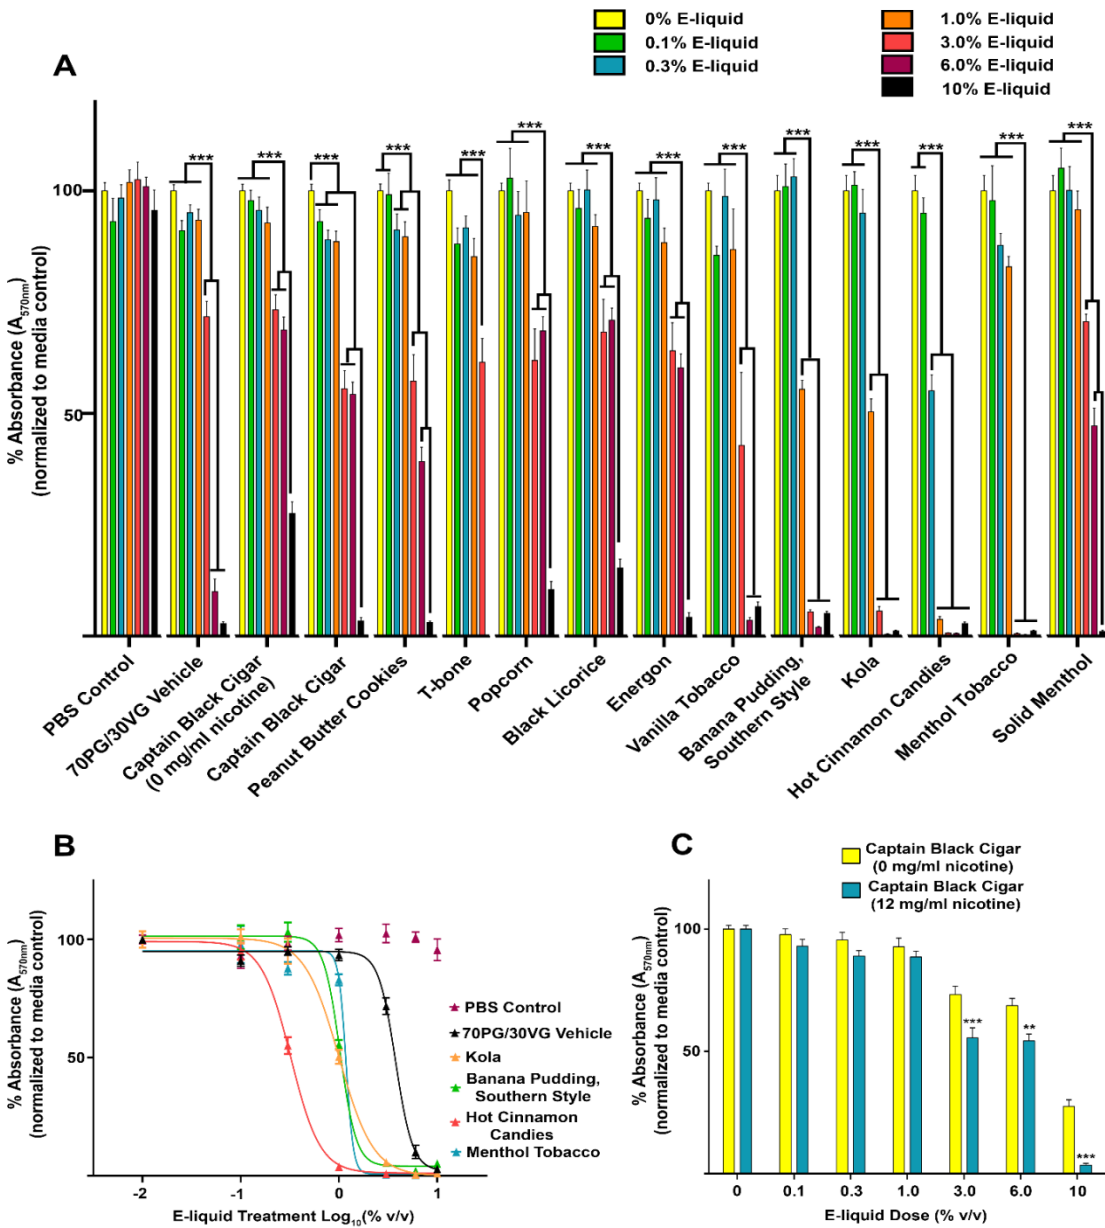 0% E-liquid
0.1% E-liquid
0.3% E-liquid
1.0% E-liquid
3.0% E-liquid
6.0% E-liquid
10% E-liquid
A
% Absorbance (A570nm)
(normalized to media control)
100
50
***
***
***
***
***
***
***
***
***
***
***
***
***
***
PBS Control
70PG/30VG Vehicle
Captain Black Cigar
(0 mg/ml nicotine)
Captain Black Cigar
Peanut Butter Cookies
T-bone
Popcorn
Black Licorice
Energon
Vanilla Tobacco
Banana Pudding,
Southern Style
Kola
Hot Cinnamon Candies
Menthol Tobacco
Solid Menthol
B
% Absorbance (A570nm)
(normalized to media control)
100
50
-2
-1
0
1
E-liquid Treatment Log10(% v/v)
PBS Control
70PG/30VG Vehicle
Kola
Banana Pudding,
Southern Style
Hot Cinnamon
Candies
Menthol Tobacco
C
Captain Black Cigar
(0 mg/ml nicotine)
Captain Black Cigar
(12 mg/ml nicotine)
% Absorbance (A570nm)
(normalized to media control)
100
50
***
**
***
0
0.1
0.3
1.0
3.0
6.0
10
E-liquid Dose (% v/v)